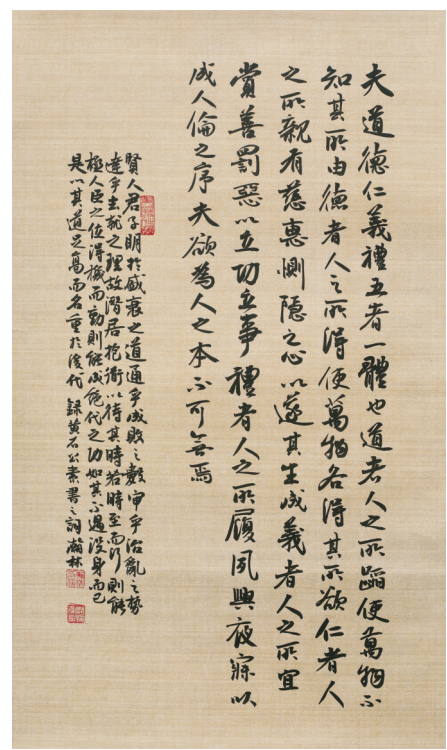 夫道德仁義禮五者一體也道者人之所蹈使萬物不
知其所由德者人之所得使萬物各得其所欲仁者人
之所親有慈惠惻隱之心以遂其生成義者人之所宜
賞善罰惡以立功立事禮者人之所履夙興夜寐以
成人倫之序夫欲為人之本不可無焉
賢人君子明於盛衰之道通乎成敗之數審乎治亂之勢
達乎去就之理故潛居抱衜以待其時若時至而行則能
極人臣之位得機而動則能成絕代之功如其不遇沒身而已
是以其道足高而名重於後代 錄黃石公素書之詞 瀚林